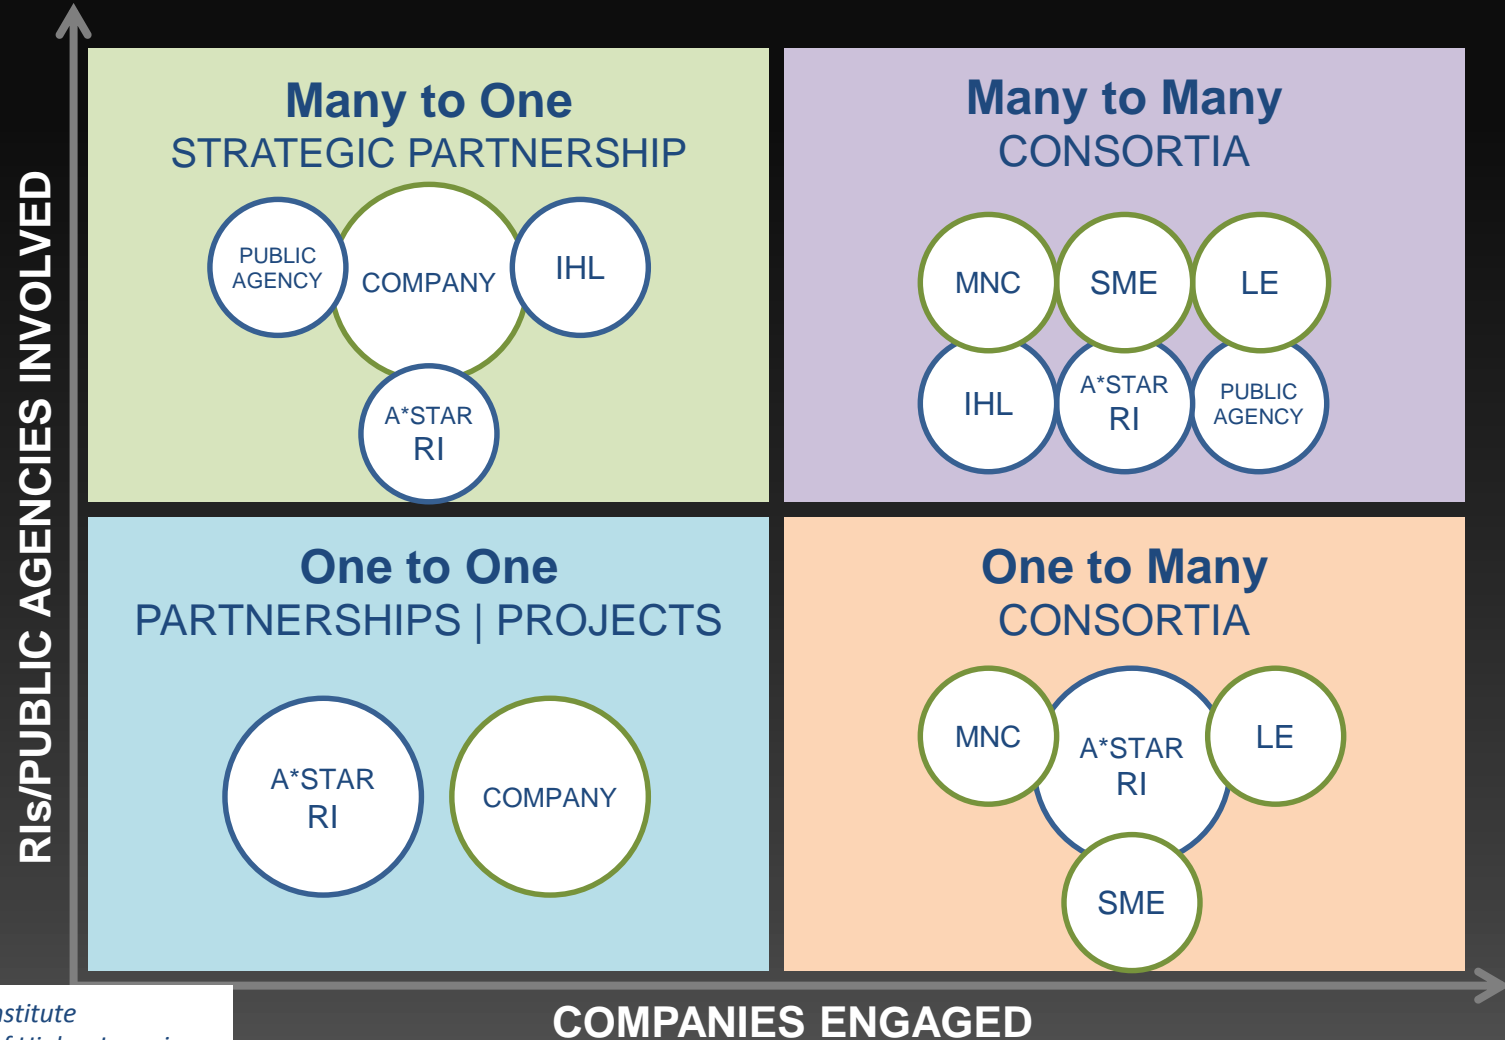 RIs/PUBLIC AGENCIES INVOLVED
Many to One
STRATEGIC PARTNERSHIP
PUBLIC
AGENCY
COMPANY
IHL
A*STAR
RI
Many to Many
CONSORTIA
MNC
SME
LE
IHL
A*STAR
RI
PUBLIC
AGENCY
One to One
PARTNERSHIPS | PROJECTS
A*STAR
RI
COMPANY
One to Many
CONSORTIA
MNC
A*STAR
RI
LE
SME
COMPANIES ENGAGED